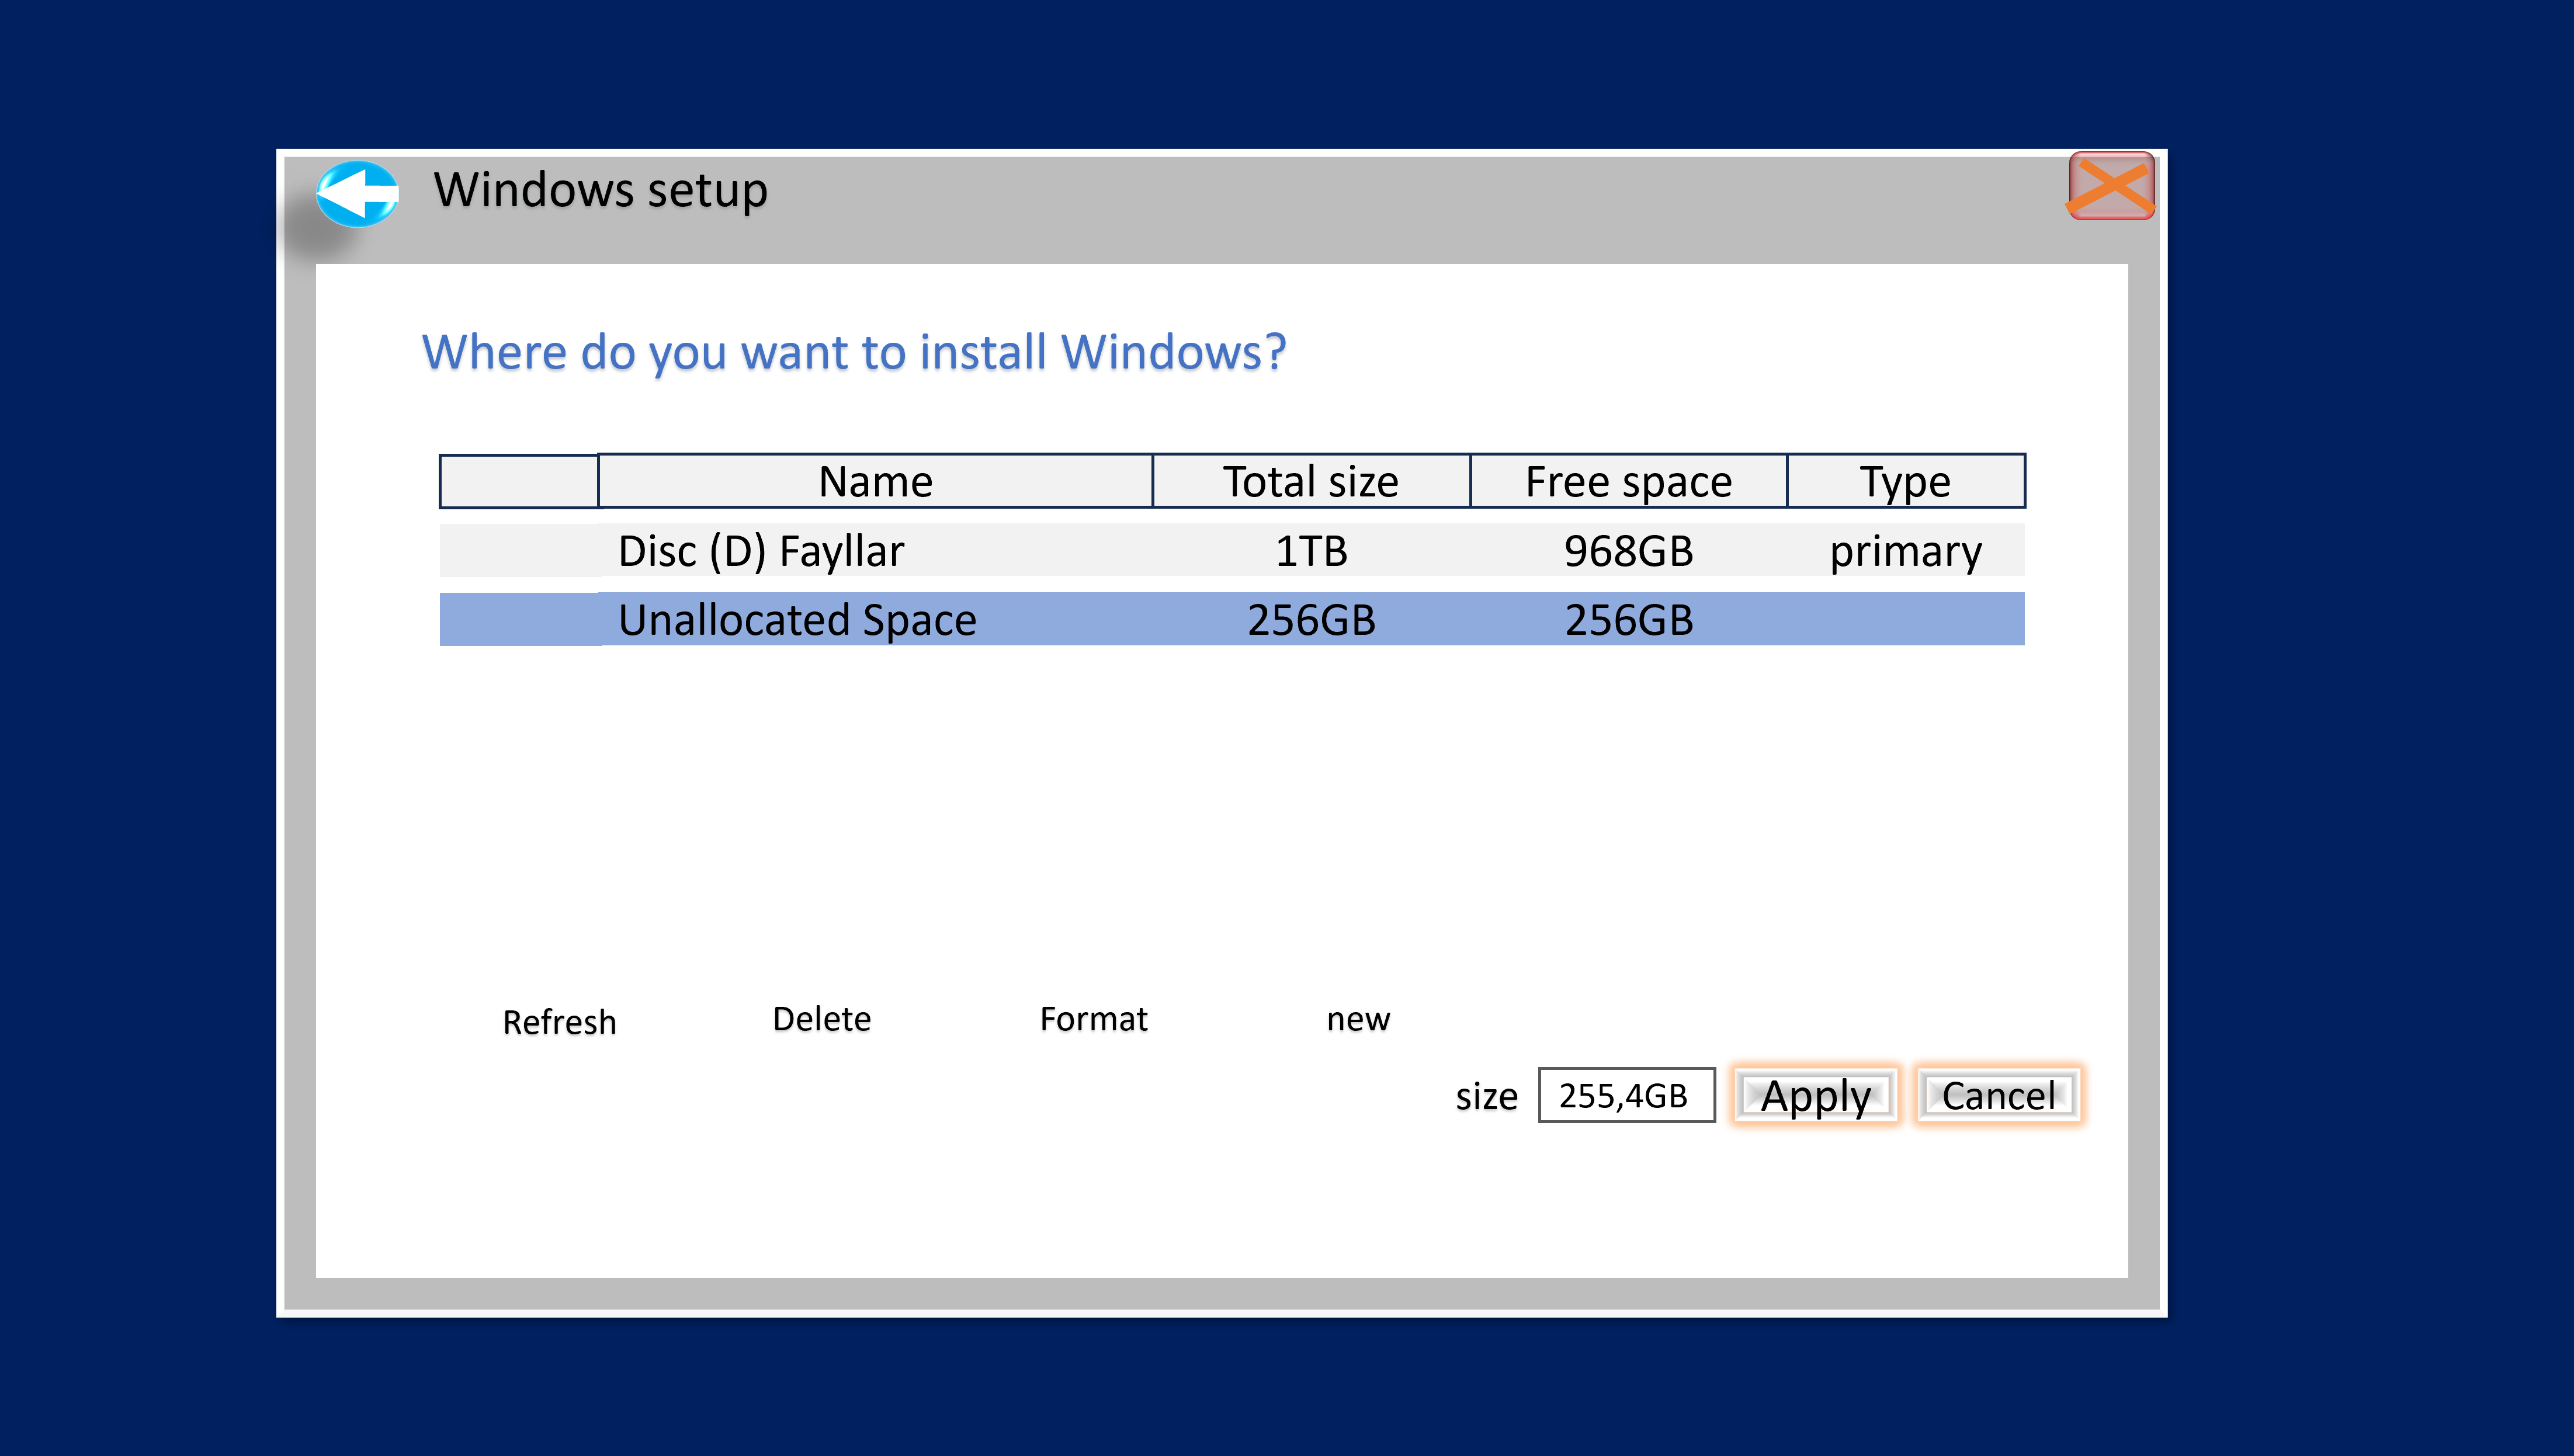 Windows setup
Where do you want to install Windows?
Name Total size Free space Type
Disc (D) Fayllar 1TB 968GB primary
Unallocated Space 256GB 256GB
Refresh Delete Format new
size 255,4GB Apply Cancel